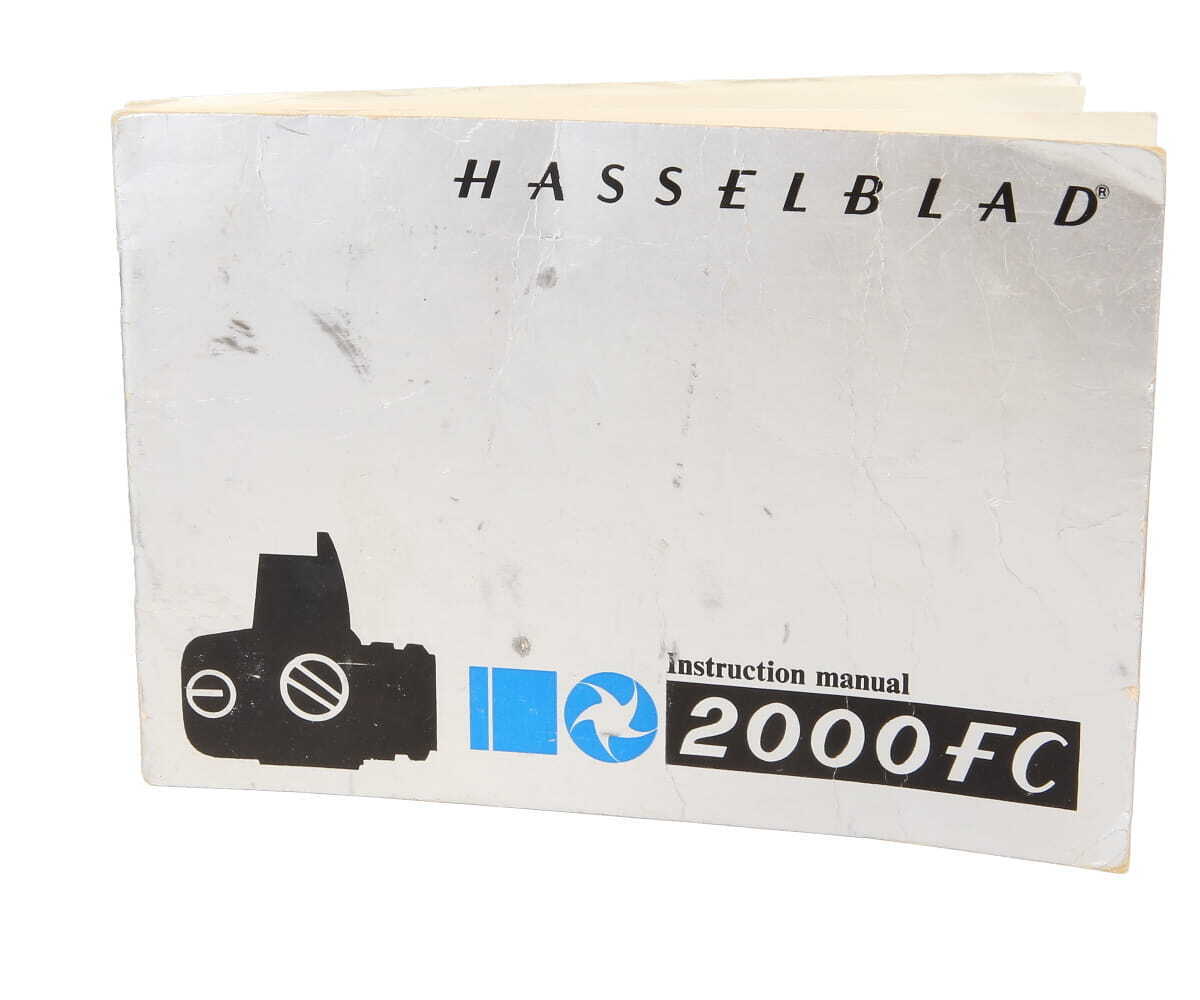 HASSELBLAD®
Instruction manual
2000FC